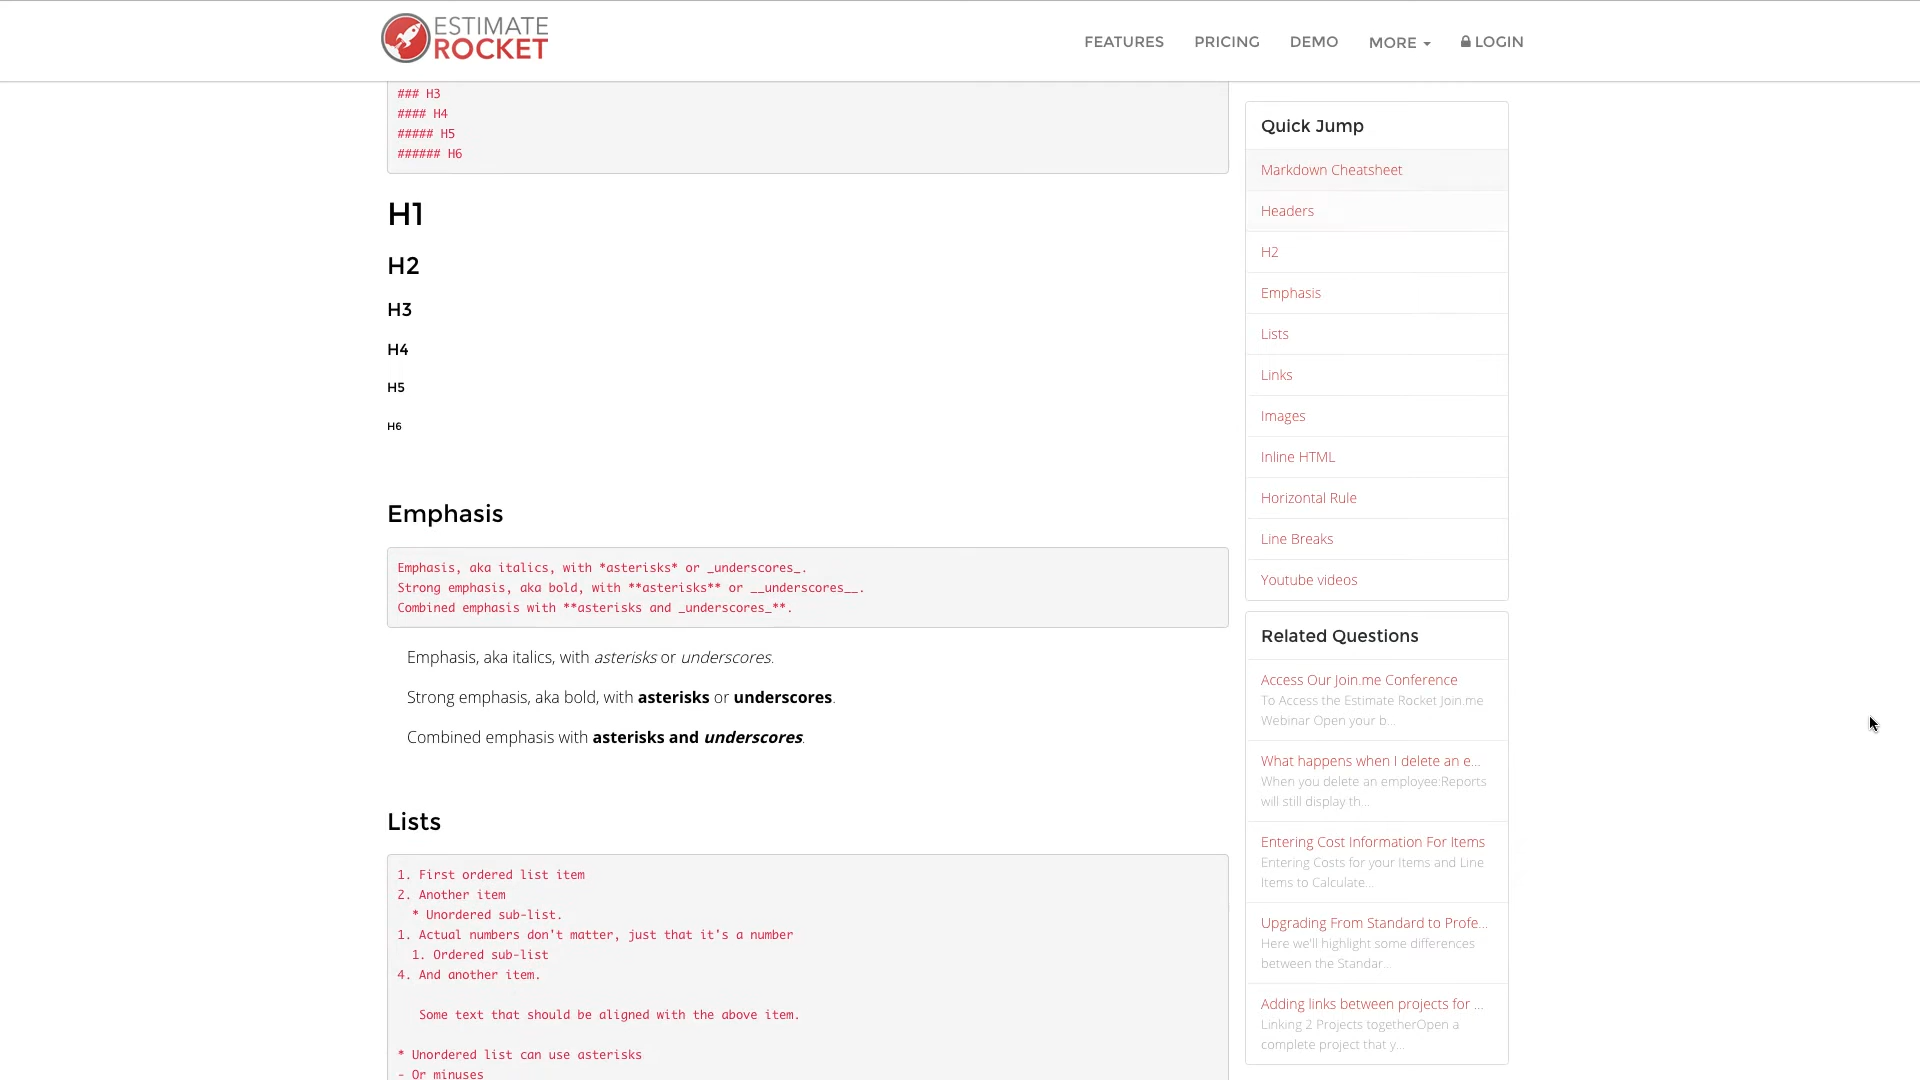 ESTIMATE
ROCKET
FEATURES PRICING DEMO MORE LOGIN
### H3
#### H4
##### H5
###### H6
H1
H2
H3
H4
H5
H6
Emphasis
Emphasis, aka italics, with *asterisks* or _underscores_.
Strong emphasis, aka bold, with **asterisks** or __underscores__.
Combined emphasis with **asterisks and _underscores_**.
Emphasis, aka italics, with asterisks or underscores.
Strong emphasis, aka bold, with asterisks or underscores.
Combined emphasis with asterisks and underscores.
Lists
1. First ordered list item
2. Another item
  * Unordered sub-list.
1. Actual numbers don't matter, just that it's a number
  1. Ordered sub-list
4. And another item.
   Some text that should be aligned with the above item.
* Unordered list can use asterisks
- Or minuses
Quick Jump
Markdown Cheatsheet
Headers
H2
Emphasis
Lists
Links
Images
Inline HTML
Horizontal Rule
Line Breaks
Youtube videos
Related Questions
Access Our Join.me Conference
To Access the Estimate Rocket Join.me
Webinar Open your b...
What happens when I delete an e...
When you delete an employee:Reports
will still display th...
Entering Cost Information For Items
Entering Costs for your Items and Line
Items to Calculate...
Upgrading From Standard to Profe...
Here we'll highlight some differences
between the Standar...
Adding links between projects for ...
Linking 2 Projects togetherOpen a
complete project that y...